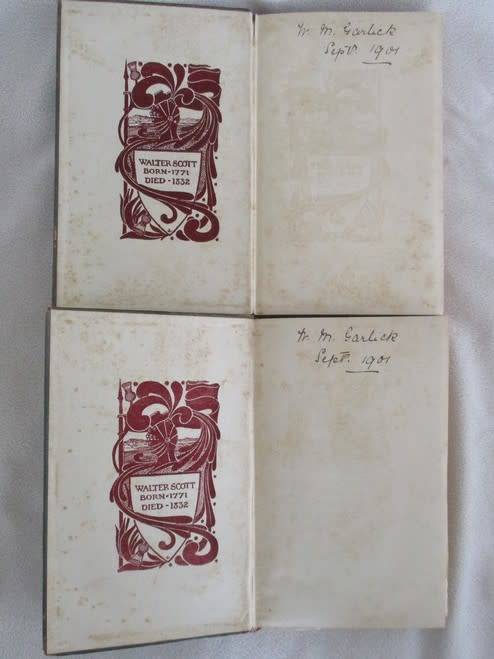 WALTER SCOTT
BORN · 1771
DIED · 1832
W. M. Garlick
Sept. 1901
WALTER SCOTT
BORN · 1771
DIED · 1832
W. M. Garlick
Sept. 1901